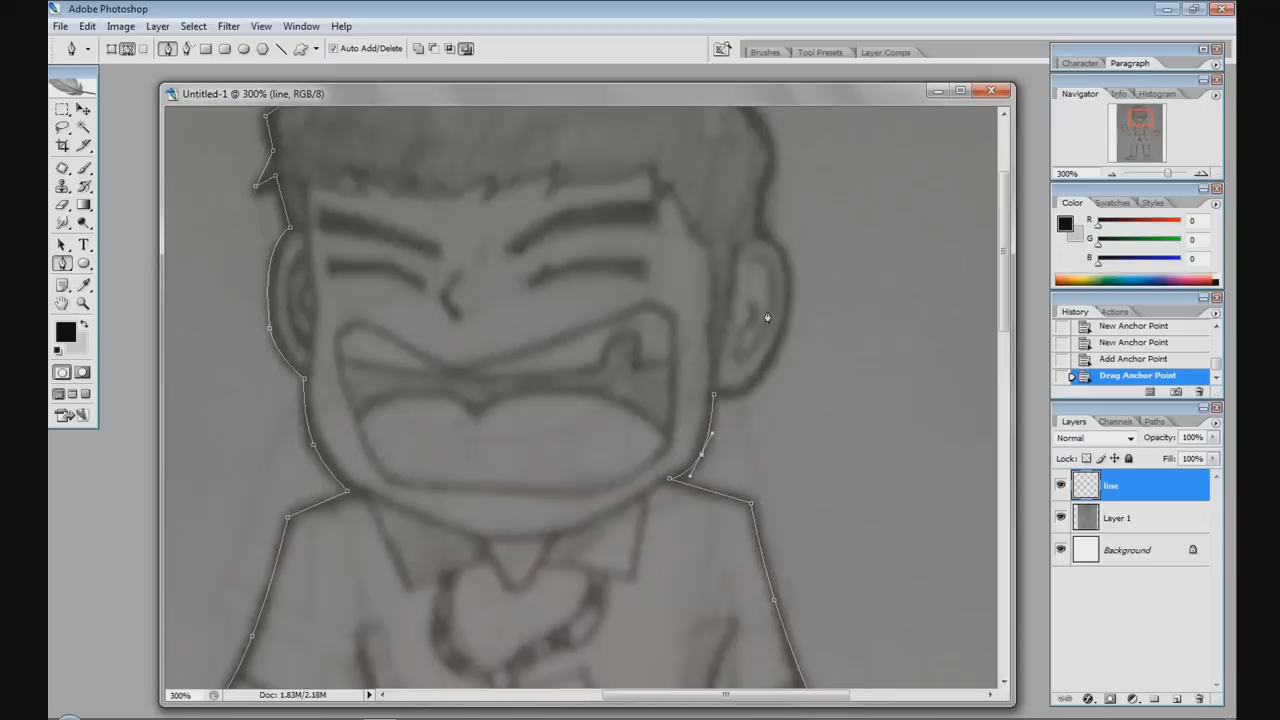 Adobe Photoshop
File Edit Image Layer Select Filter View Window Help
Auto Add/Delete
Brushes Tool Presets Layer Comps
Character Paragraph
Untitled-1 @ 300% (line, RGB/8)
Navigator Info Histogram
300%
Color Swatches Styles
R 0
G 0
B 0
History Actions
New Anchor Point
New Anchor Point
Add Anchor Point
Drag Anchor Point
Layers Channels Paths
Normal Opacity: 100%
Lock: Fill: 100%
line
Layer 1
Background
300% Doc: 1.83M/2.18M